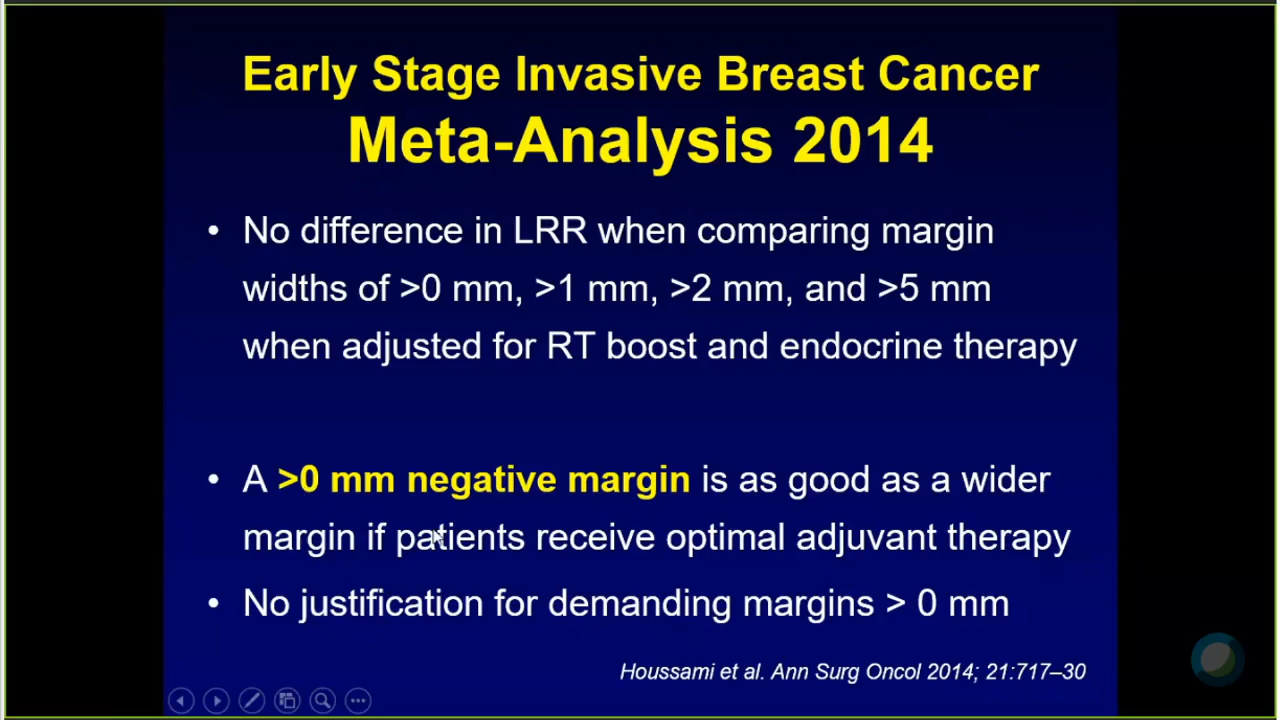 Early Stage Invasive Breast Cancer
Meta-Analysis 2014
• No difference in LRR when comparing margin
widths of >0 mm, >1 mm, >2 mm, and >5 mm
when adjusted for RT boost and endocrine therapy
• A >0 mm negative margin is as good as a wider
margin if patients receive optimal adjuvant therapy
• No justification for demanding margins > 0 mm
Houssami et al. Ann Surg Oncol 2014; 21:717–30